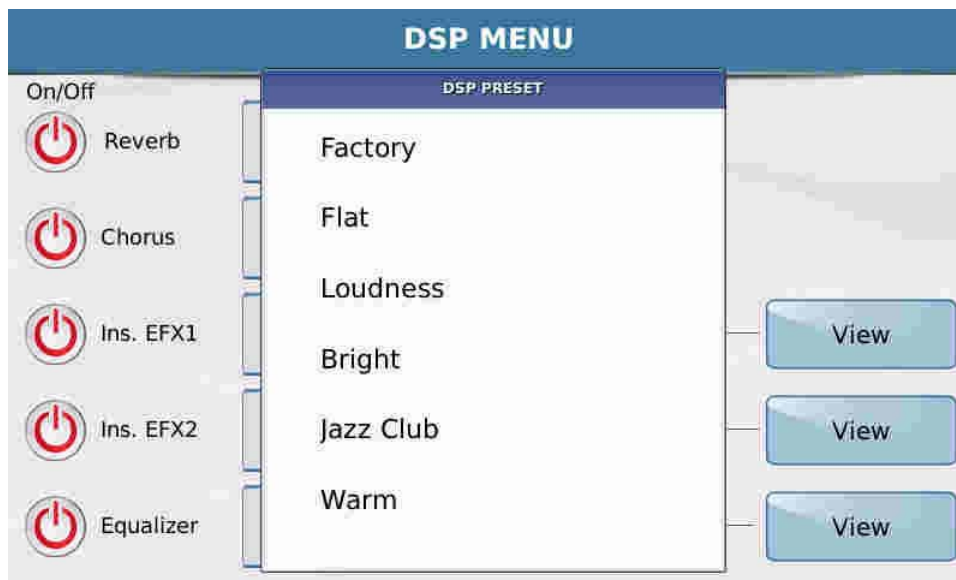 DSP MENU
On/Off
DSP PRESET
Reverb
Chorus
Ins. EFX1
Ins. EFX2
Equalizer
Factory
Flat
Loudness
Bright
Jazz Club
Warm
View
View
View